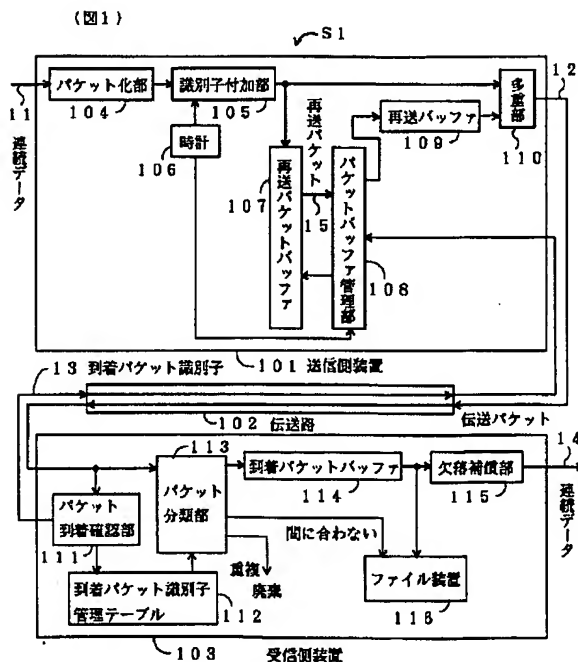 (図1)
S1
パケット化部
104
識別子付加部
105
時計
106
11
連続データ
再送パケットバッファ
107
再送パケット
15
パケットバッファ管理部
108
再送バッファ
109
多重部
110
12
101 送信側装置
13 到着パケット識別子
102 伝送路
伝送パケット
113
パケット
分類部
パケット
到着確認部
111
到着パケット識別子
管理テーブル
112
到着パケットバッファ
114
欠落補償部
115
14
連続データ
間に合わない
重複
廃棄
ファイル装置
116
103 受信側装置